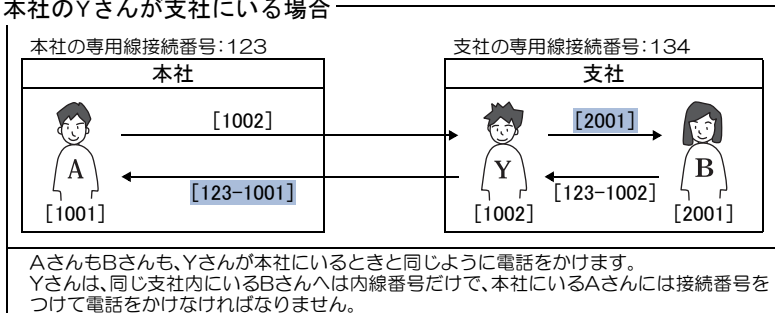 本社のYさんが支社にいる場合
本社の専用線接続番号：123
支社の専用線接続番号：134
本社
支社
[1002]
[2001]
A
Y
B
[123-1001]
[123-1002]
[1001]
[1002]
[2001]
AさんもBさんも、Yさんが本社にいるときと同じように電話をかけます。
Yさんは、同じ支社内にいるBさんへは内線番号だけで、本社にいるAさんには接続番号を
つけて電話をかけなければなりません。